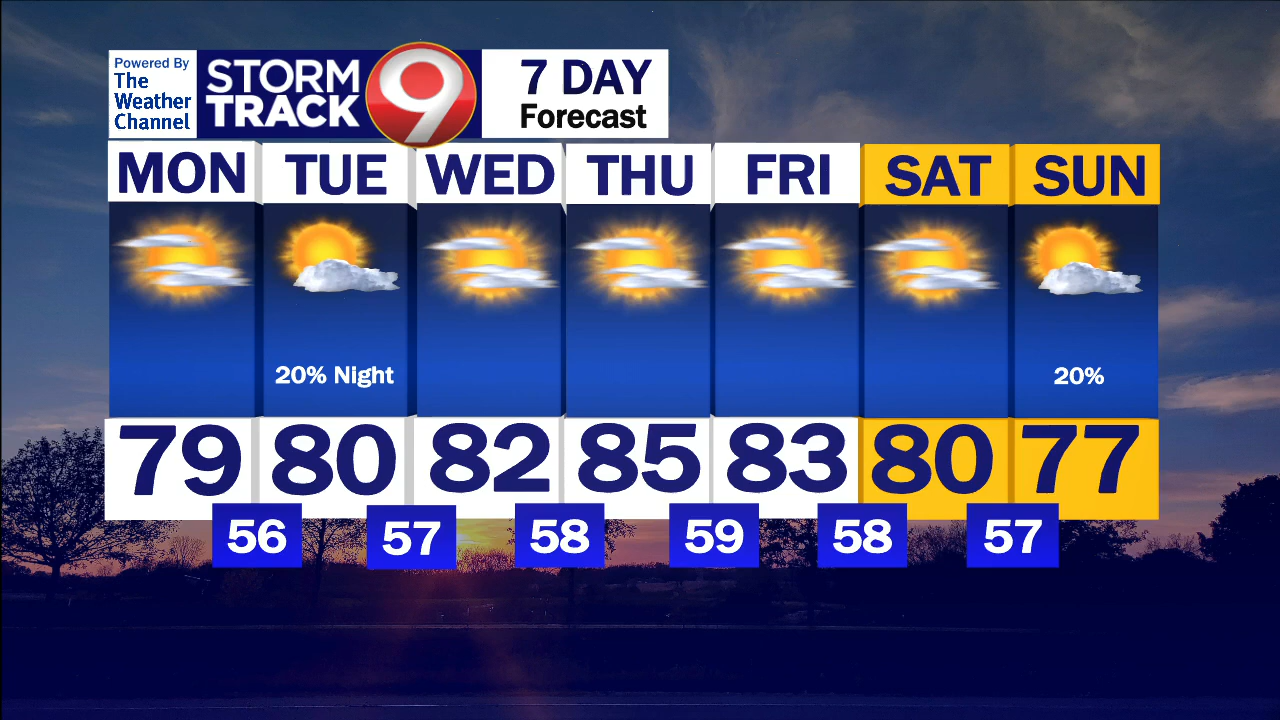 Powered By
The
Weather
Channel
STORM
TRACK
9
7 DAY
Forecast
MON TUE WED THU FRI SAT SUN
20% Night 20%
79 80 82 85 83 80 77
56 57 58 59 58 57